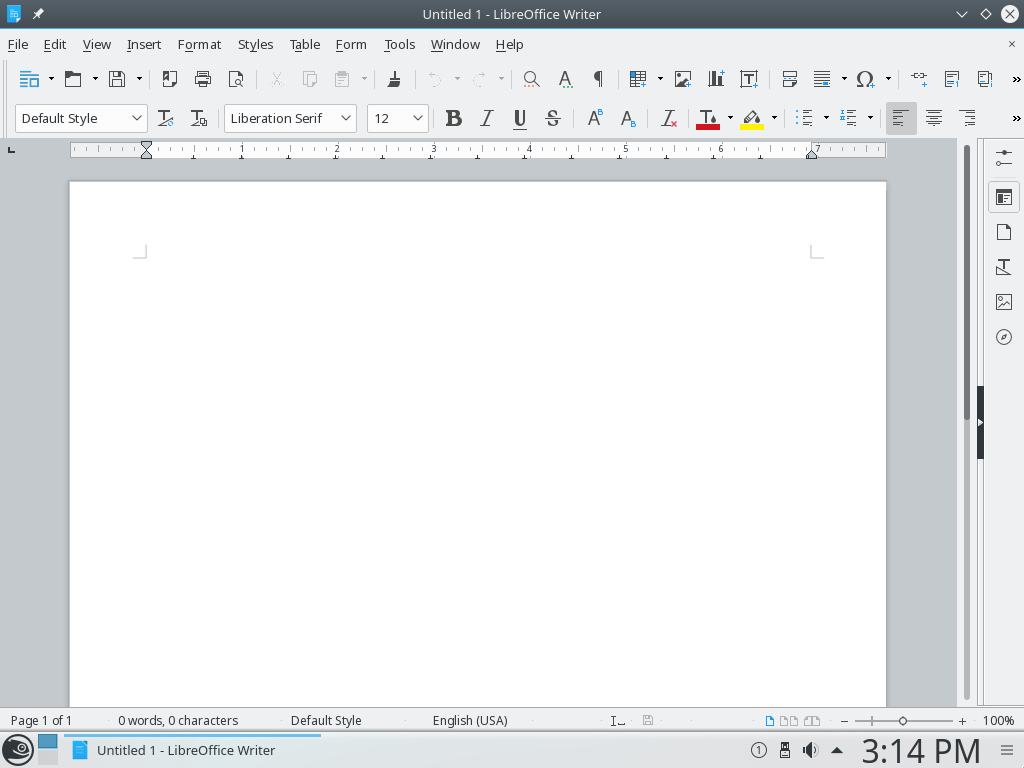 Untitled 1 - LibreOffice Writer
File Edit View Insert Format Styles Table Form Tools Window Help
Default Style Liberation Serif 12
1 2 3 4 5 6 7
Page 1 of 1 0 words, 0 characters Default Style English (USA) 100%
Untitled 1 - LibreOffice Writer 1 3:14 PM